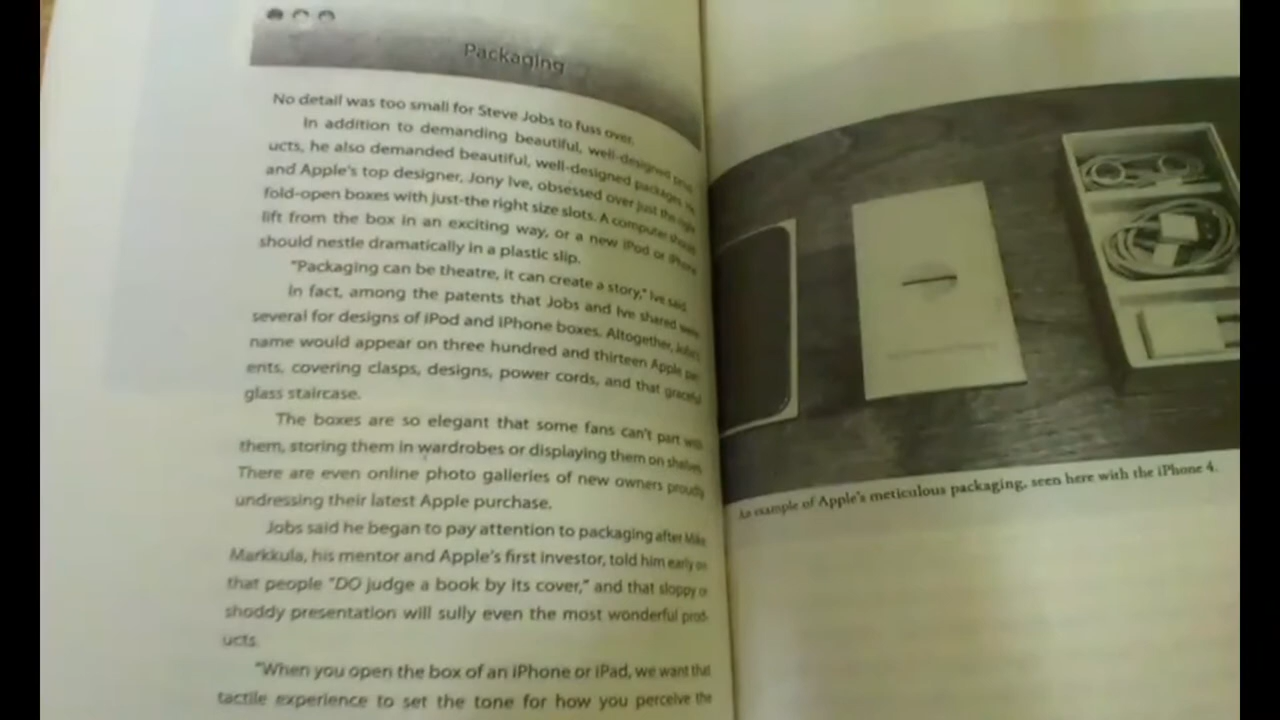 Packaging
No detail was too small for Steve Jobs to fuss over.
In addition to demanding beautiful, well-designed prod-
ucts, he also demanded beautiful, well-designed packages. He
and Apple's top designer, Jony Ive, obsessed over just the right
fold-open boxes with just-the right size slots. A computer should
lift from the box in an exciting way, or a new iPod or iPhone
should nestle dramatically in a plastic slip.
"Packaging can be theatre, it can create a story," Ive said.
In fact, among the patents that Jobs and Ive shared were
several for designs of iPod and iPhone boxes. Altogether, Jobs's
name would appear on three hundred and thirteen Apple pat-
ents, covering clasps, designs, power cords, and that graceful
glass staircase.
The boxes are so elegant that some fans can't part with
them, storing them in wardrobes or displaying them on shelves.
There are even online photo galleries of new owners proudly
undressing their latest Apple purchase.
Jobs said he began to pay attention to packaging after Mike
Markkula, his mentor and Apple's first investor, told him early on
that people "DO judge a book by its cover," and that sloppy or
shoddy presentation will sully even the most wonderful prod-
ucts.
"When you open the box of an iPhone or iPad, we want that
tactile experience to set the tone for how you perceive the
An example of Apple's meticulous packaging, seen here with the iPhone 4.